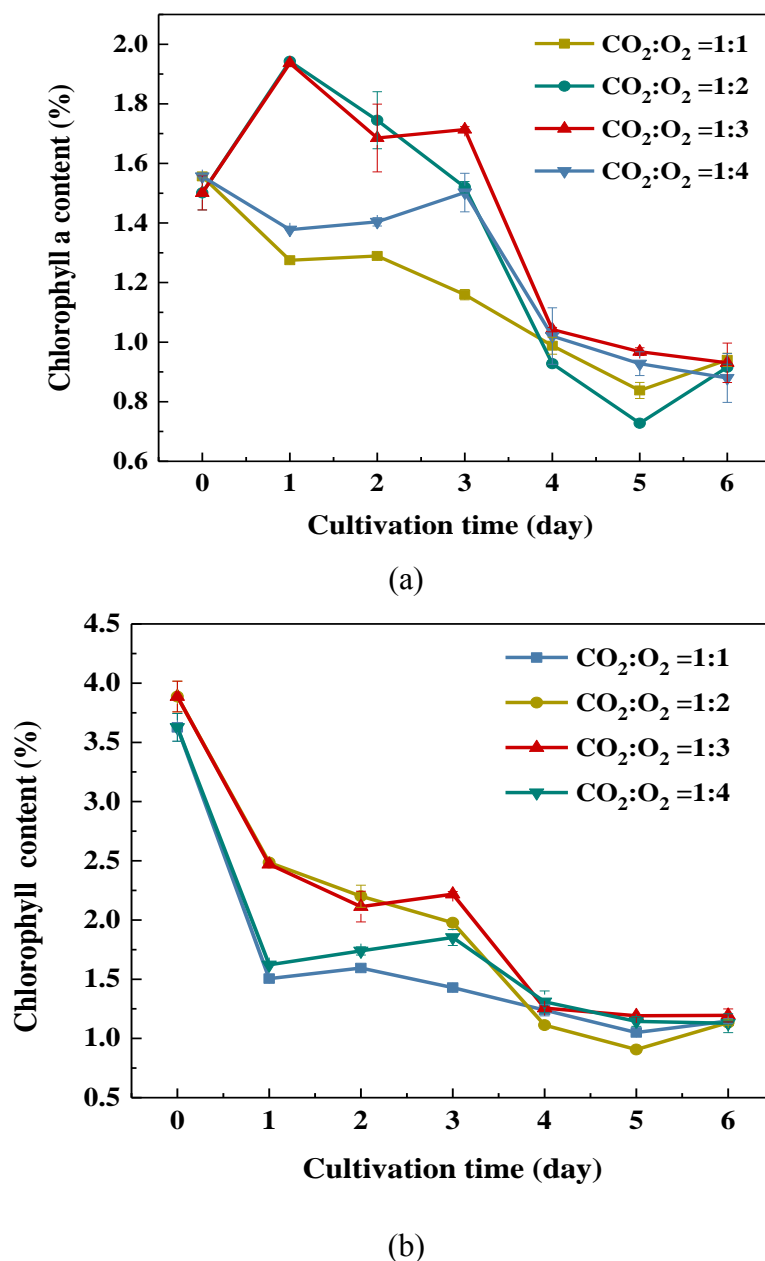 Chlorophyll a content (%)
2.0
1.8
1.6
1.4
1.2
1.0
0.8
0.6
CO₂:O₂ =1:1
CO₂:O₂ =1:2
CO₂:O₂ =1:3
CO₂:O₂ =1:4
0 1 2 3 4 5 6
Cultivation time (day)
(a)
Chlorophyll content (%)
4.5
4.0
3.5
3.0
2.5
2.0
1.5
1.0
0.5
CO₂:O₂ =1:1
CO₂:O₂ =1:2
CO₂:O₂ =1:3
CO₂:O₂ =1:4
0 1 2 3 4 5 6
Cultivation time (day)
(b)